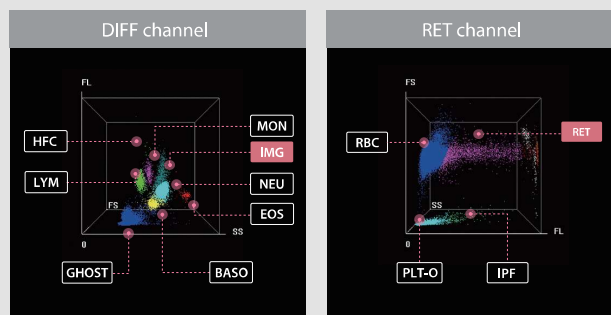 DIFF channel
FL
HFC
MON
IMG
LYM
NEU
FS
EOS
SS
0
GHOST
BASO
RET channel
FS
RET
RBC
SS
FL
0
PLT-O
IPF